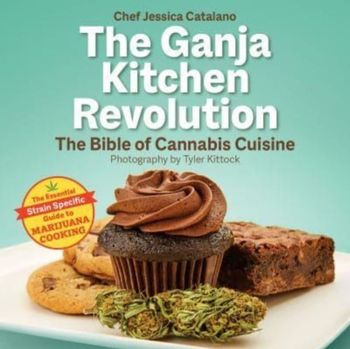 Chef Jessica Catalano
The Ganja
Kitchen
Revolution
The Bible of Cannabis Cuisine
Photography by Tyler Kittock
The Essential
Strain Specific
Guide to
MARIJUANA
COOKING